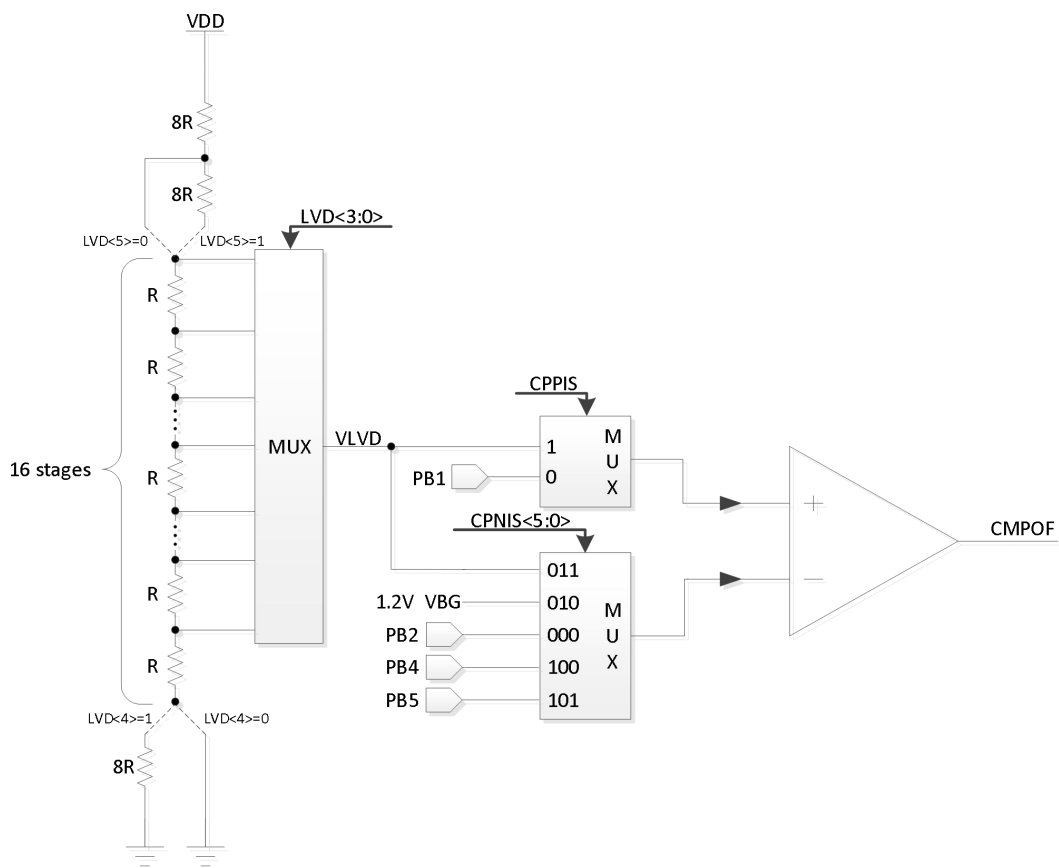 VDD
8R
8R
LVD<3:0>
LVD<5>=0
LVD<5>=1
R
R
CPPIS
MUX
VLVD
1
MUX
16 stages
R
PB1
0
CPNIS<5:0>
+
CMPOF
011
R
1.2V VBG
010
MUX
−
PB2
000
R
PB4
100
PB5
101
LVD<4>=1
LVD<4>=0
8R